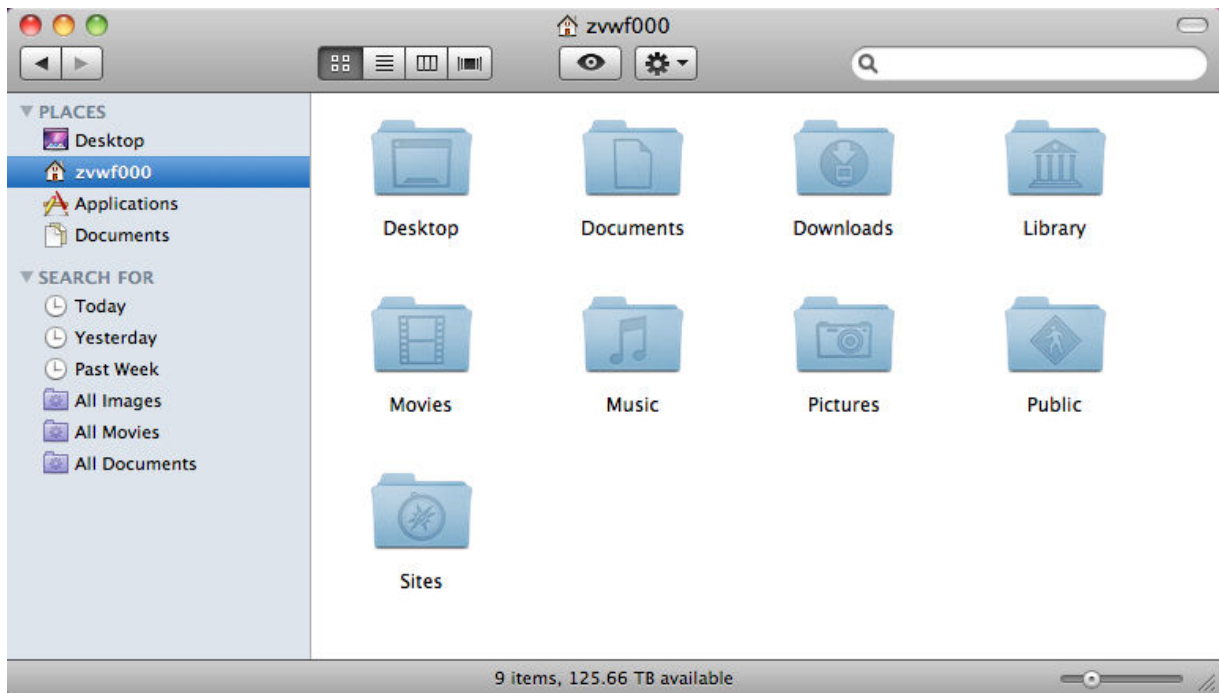 zvwf000
PLACES
Desktop
zvwf000
Applications
Documents
SEARCH FOR
Today
Yesterday
Past Week
All Images
All Movies
All Documents
Desktop Documents Downloads Library
Movies Music Pictures Public
Sites
9 items, 125.66 TB available